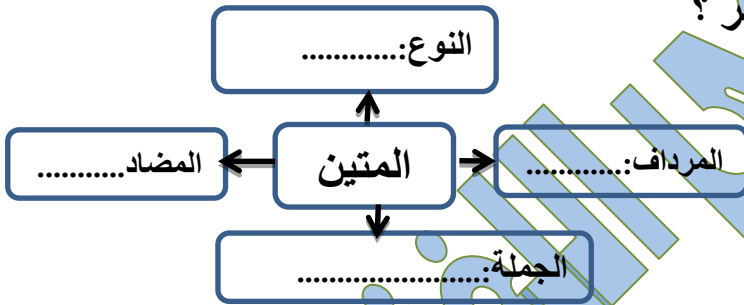 ر ؟
النوع:............
المرداف:............
المتين
المضاد...........
الجملة:.......................